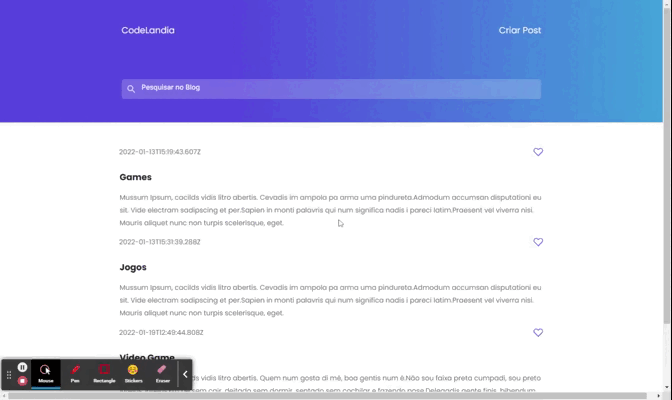 CodeLandia
Criar Post
Pesquisar no Blog
2022-01-13T15:19:43.607Z
Games
Mussum Ipsum, cacilds vidis litro abertis. Cevadis im ampola pa arma uma pindureta.Admodum accumsan disputationi eu
sit. Vide electram sadipscing et per.Sapien in monti palavris qui num significa nadis i pareci latim.Praesent vel viverra nisi.
Mauris aliquet nunc non turpis scelerisque, eget.
2022-01-13T15:31:39.288Z
Jogos
Mussum Ipsum, cacilds vidis litro abertis. Cevadis im ampola pa arma uma pindureta.Admodum accumsan disputationi eu
sit. Vide electram sadipscing et per.Sapien in monti palavris qui num significa nadis i pareci latim.Praesent vel viverra nisi.
Mauris aliquet nunc non turpis scelerisque, eget.
2022-01-19T12:49:44.808Z
Video Game
cacilds vidis litro abertis. Quem num gosta di mé, boa gentis num é.Não sou faixa preta cumpadi, sou preto
Mouse
Pen
Rectangle
Stickers
Eraser